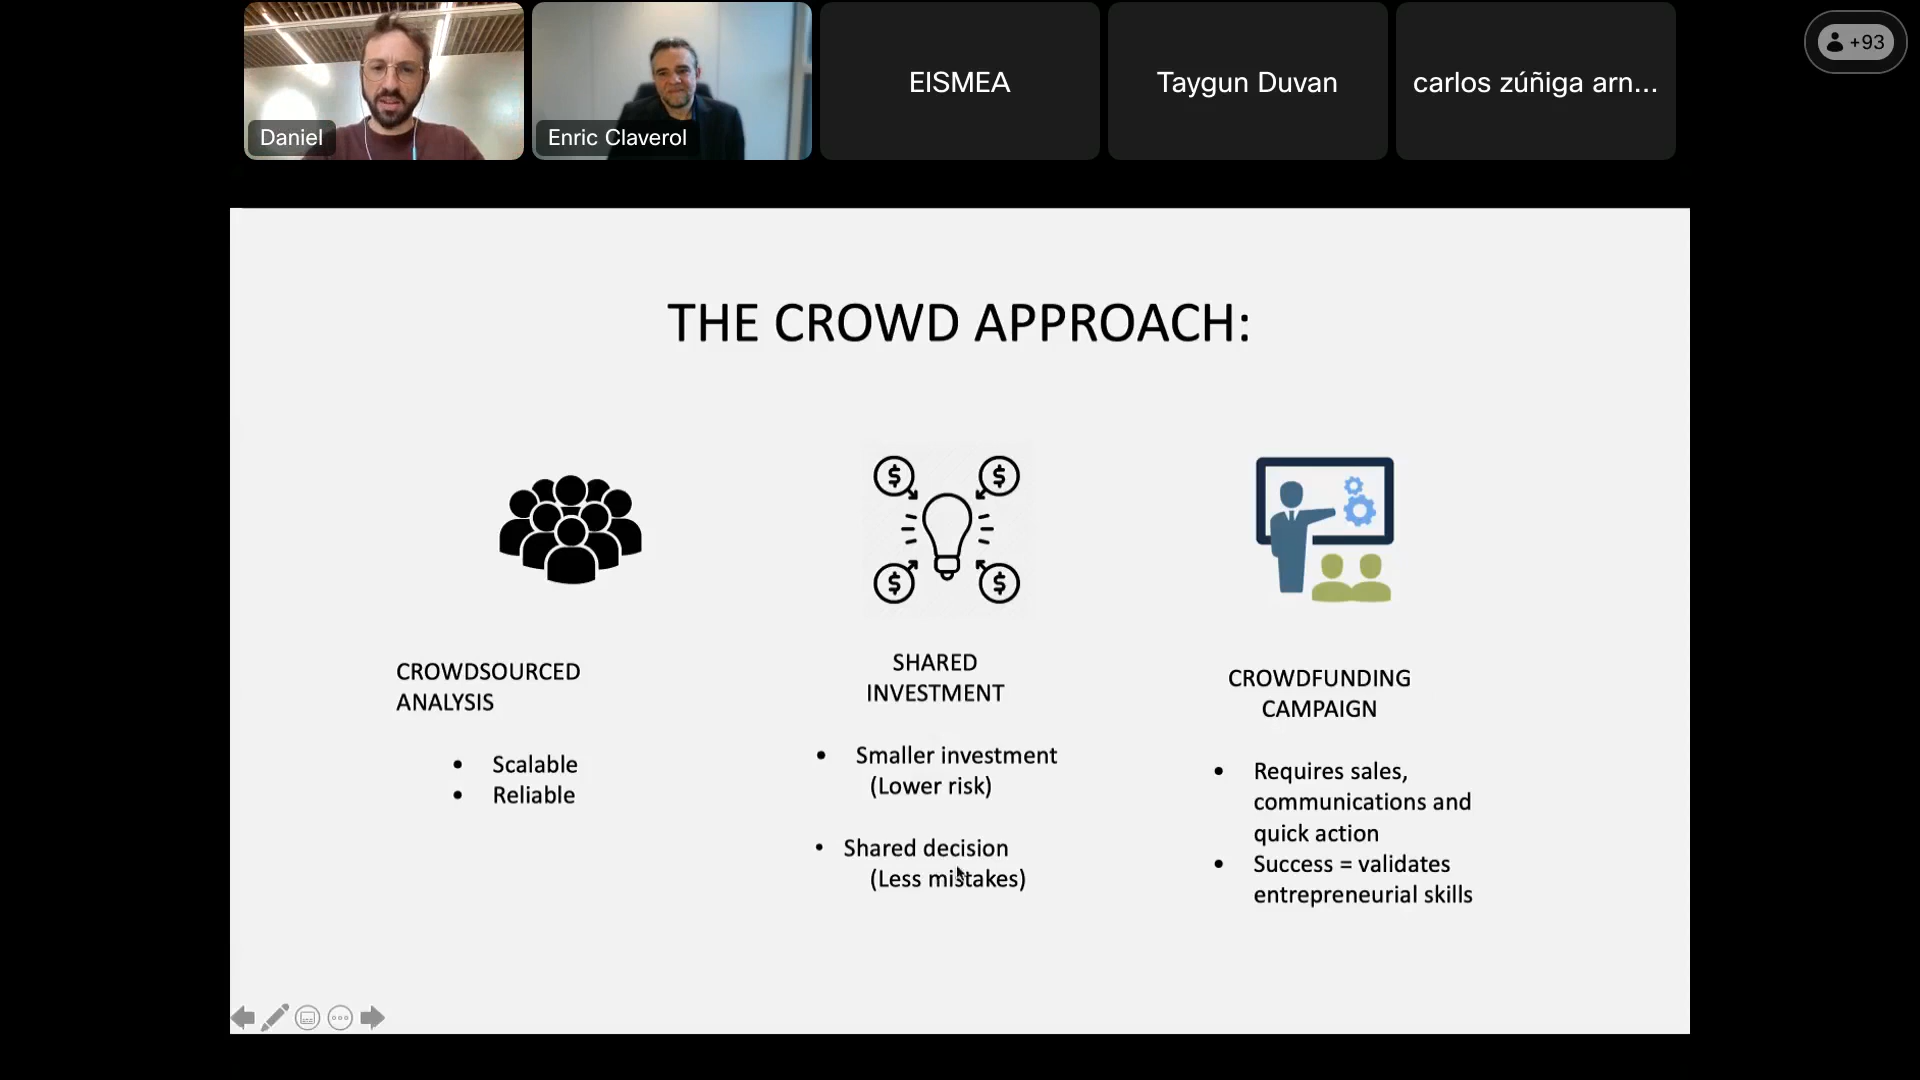 Daniel
Enric Claverol
EISMEA
Taygun Duvan
carlos zúñiga arn...
+93
THE CROWD APPROACH:
$ $
$ $
CROWDSOURCED
ANALYSIS
• Scalable
• Reliable
SHARED
INVESTMENT
• Smaller investment
(Lower risk)
• Shared decision
(Less mistakes)
CROWDFUNDING
CAMPAIGN
• Requires sales,
communications and
quick action
• Success = validates
entrepreneurial skills